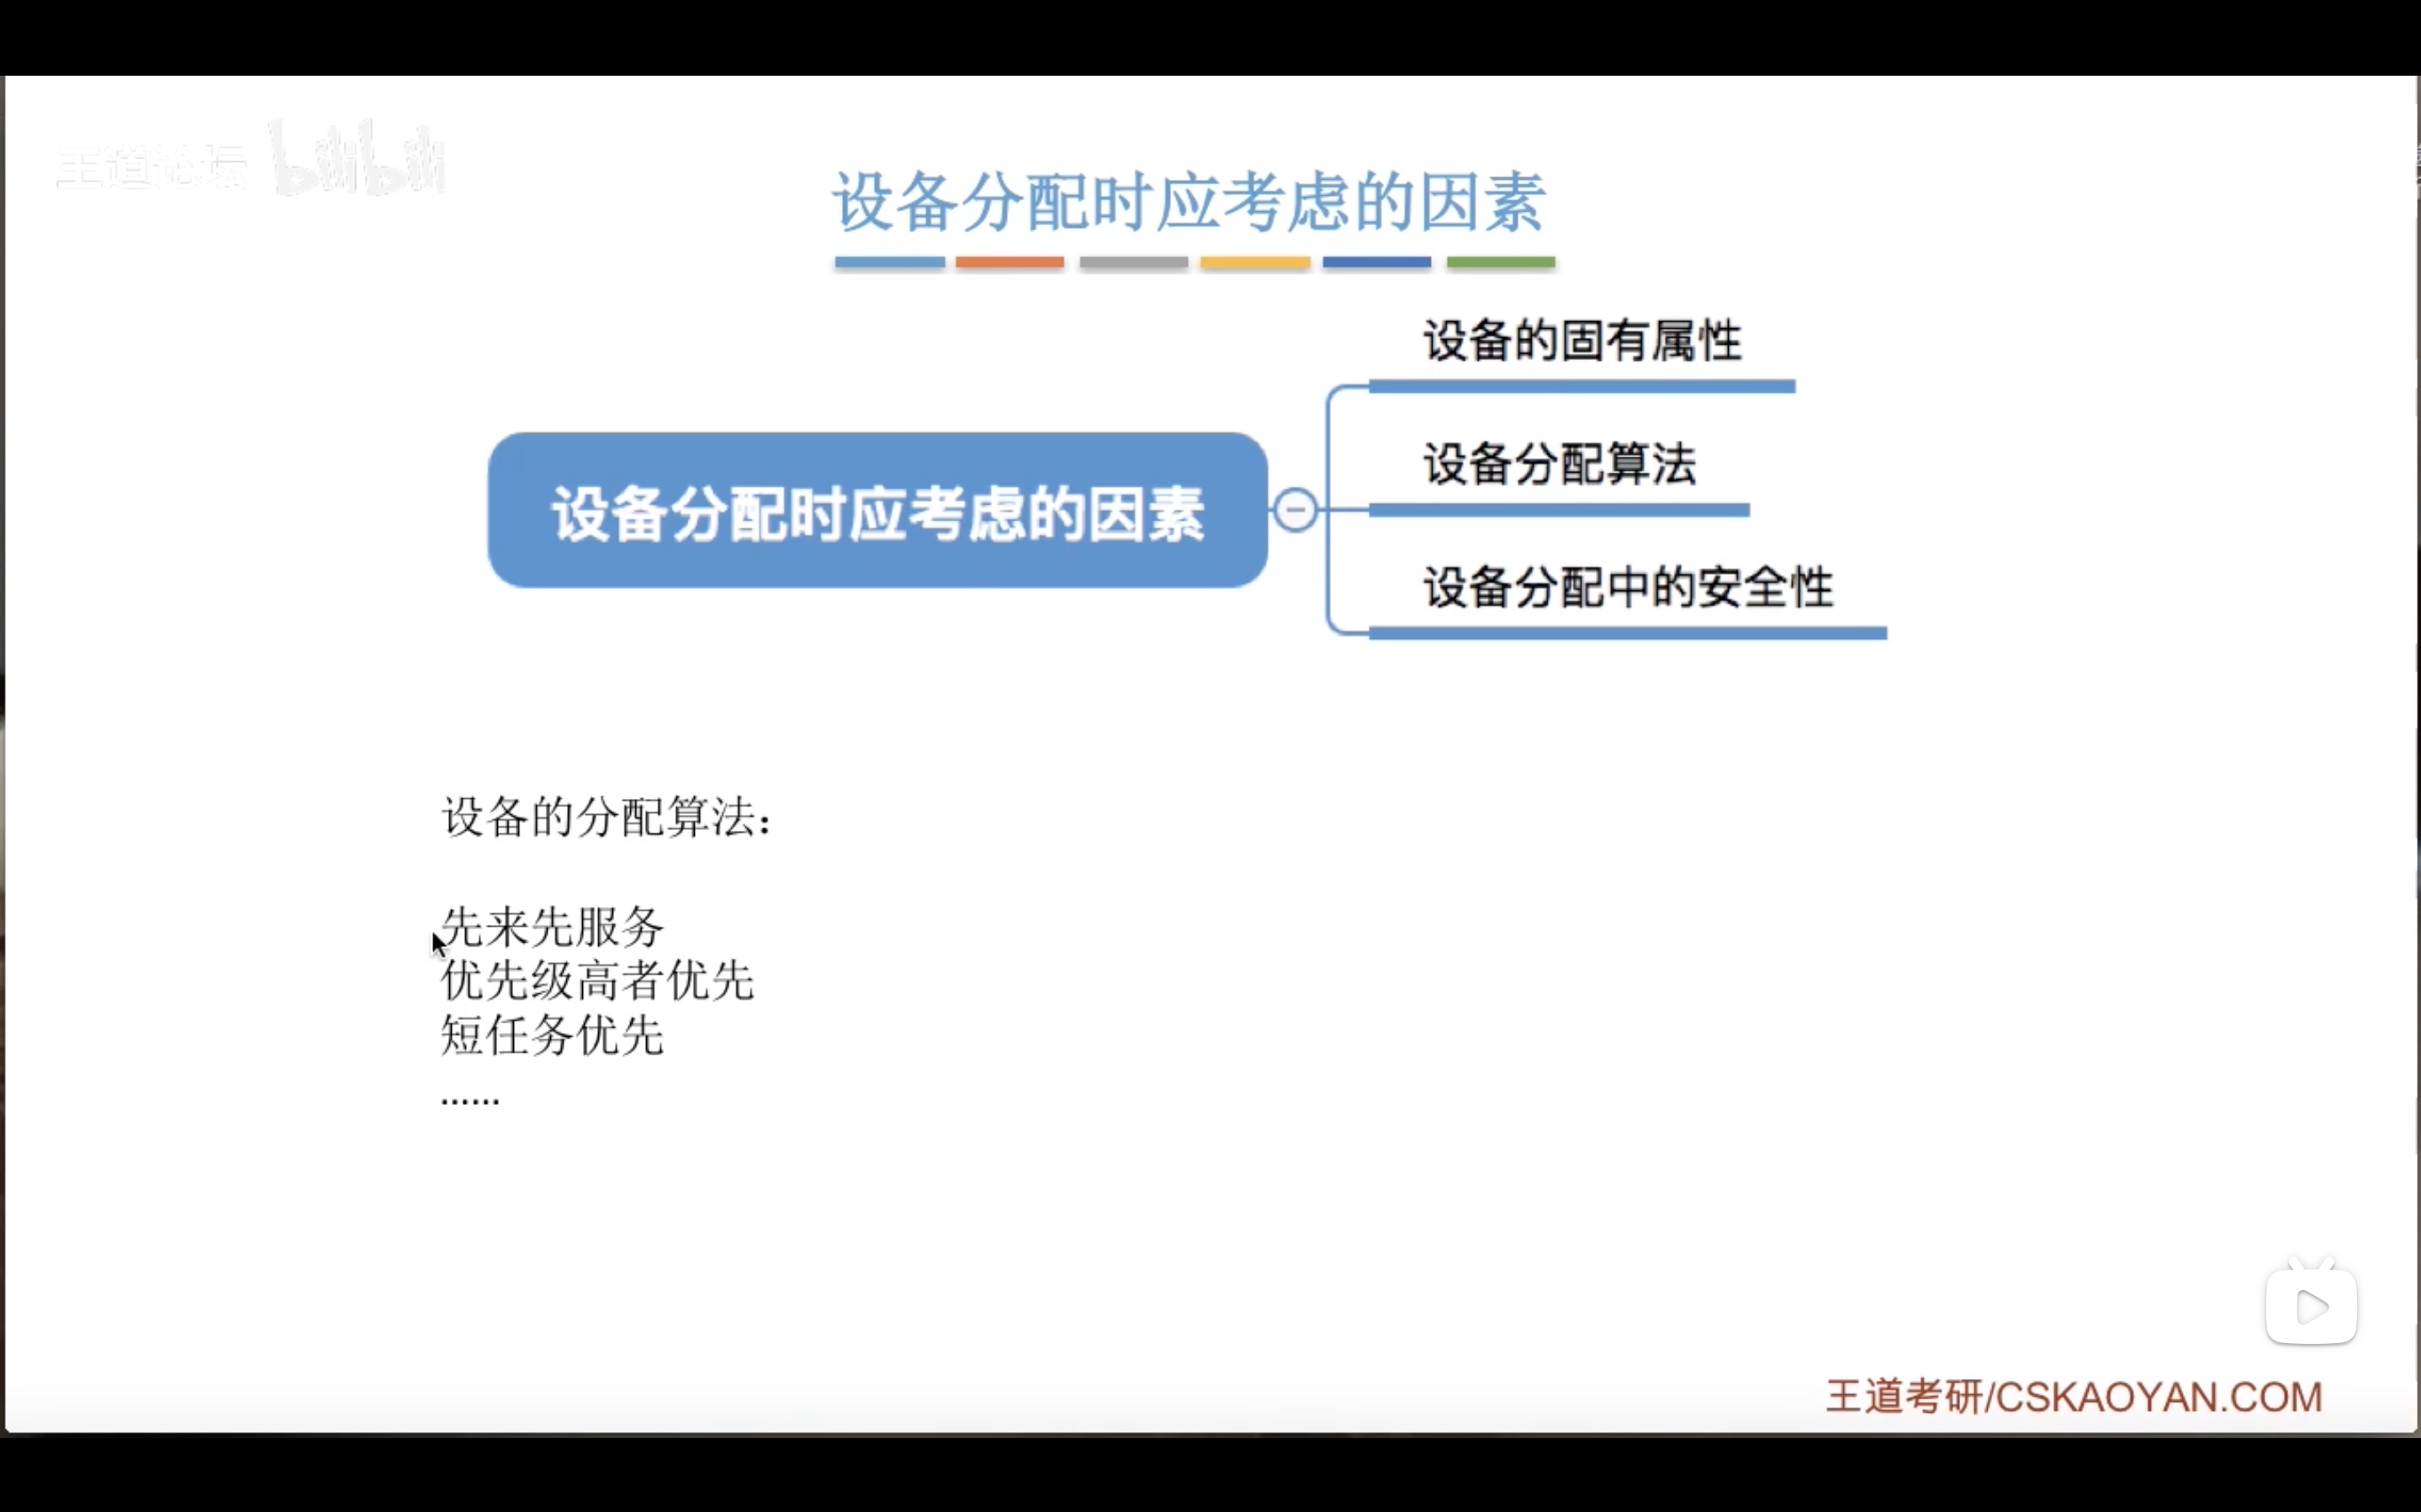 王道论坛 bilibili
设备分配时应考虑的因素
设备的固有属性
设备分配算法
设备分配时应考虑的因素
设备分配中的安全性
设备的分配算法：
先来先服务
优先级高者优先
短任务优先
......
王道考研/CSKAOYAN.COM